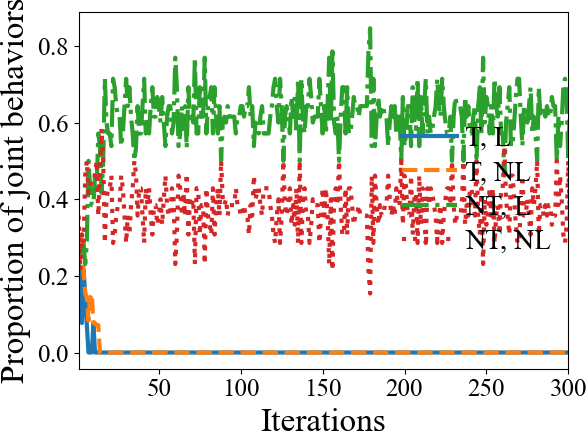 Proportion of joint behaviors
0.8
0.6
0.4
0.2
0.0
T, L
T, NL
NT, L
NT, NL
50 100 150 200 250 300
Iterations